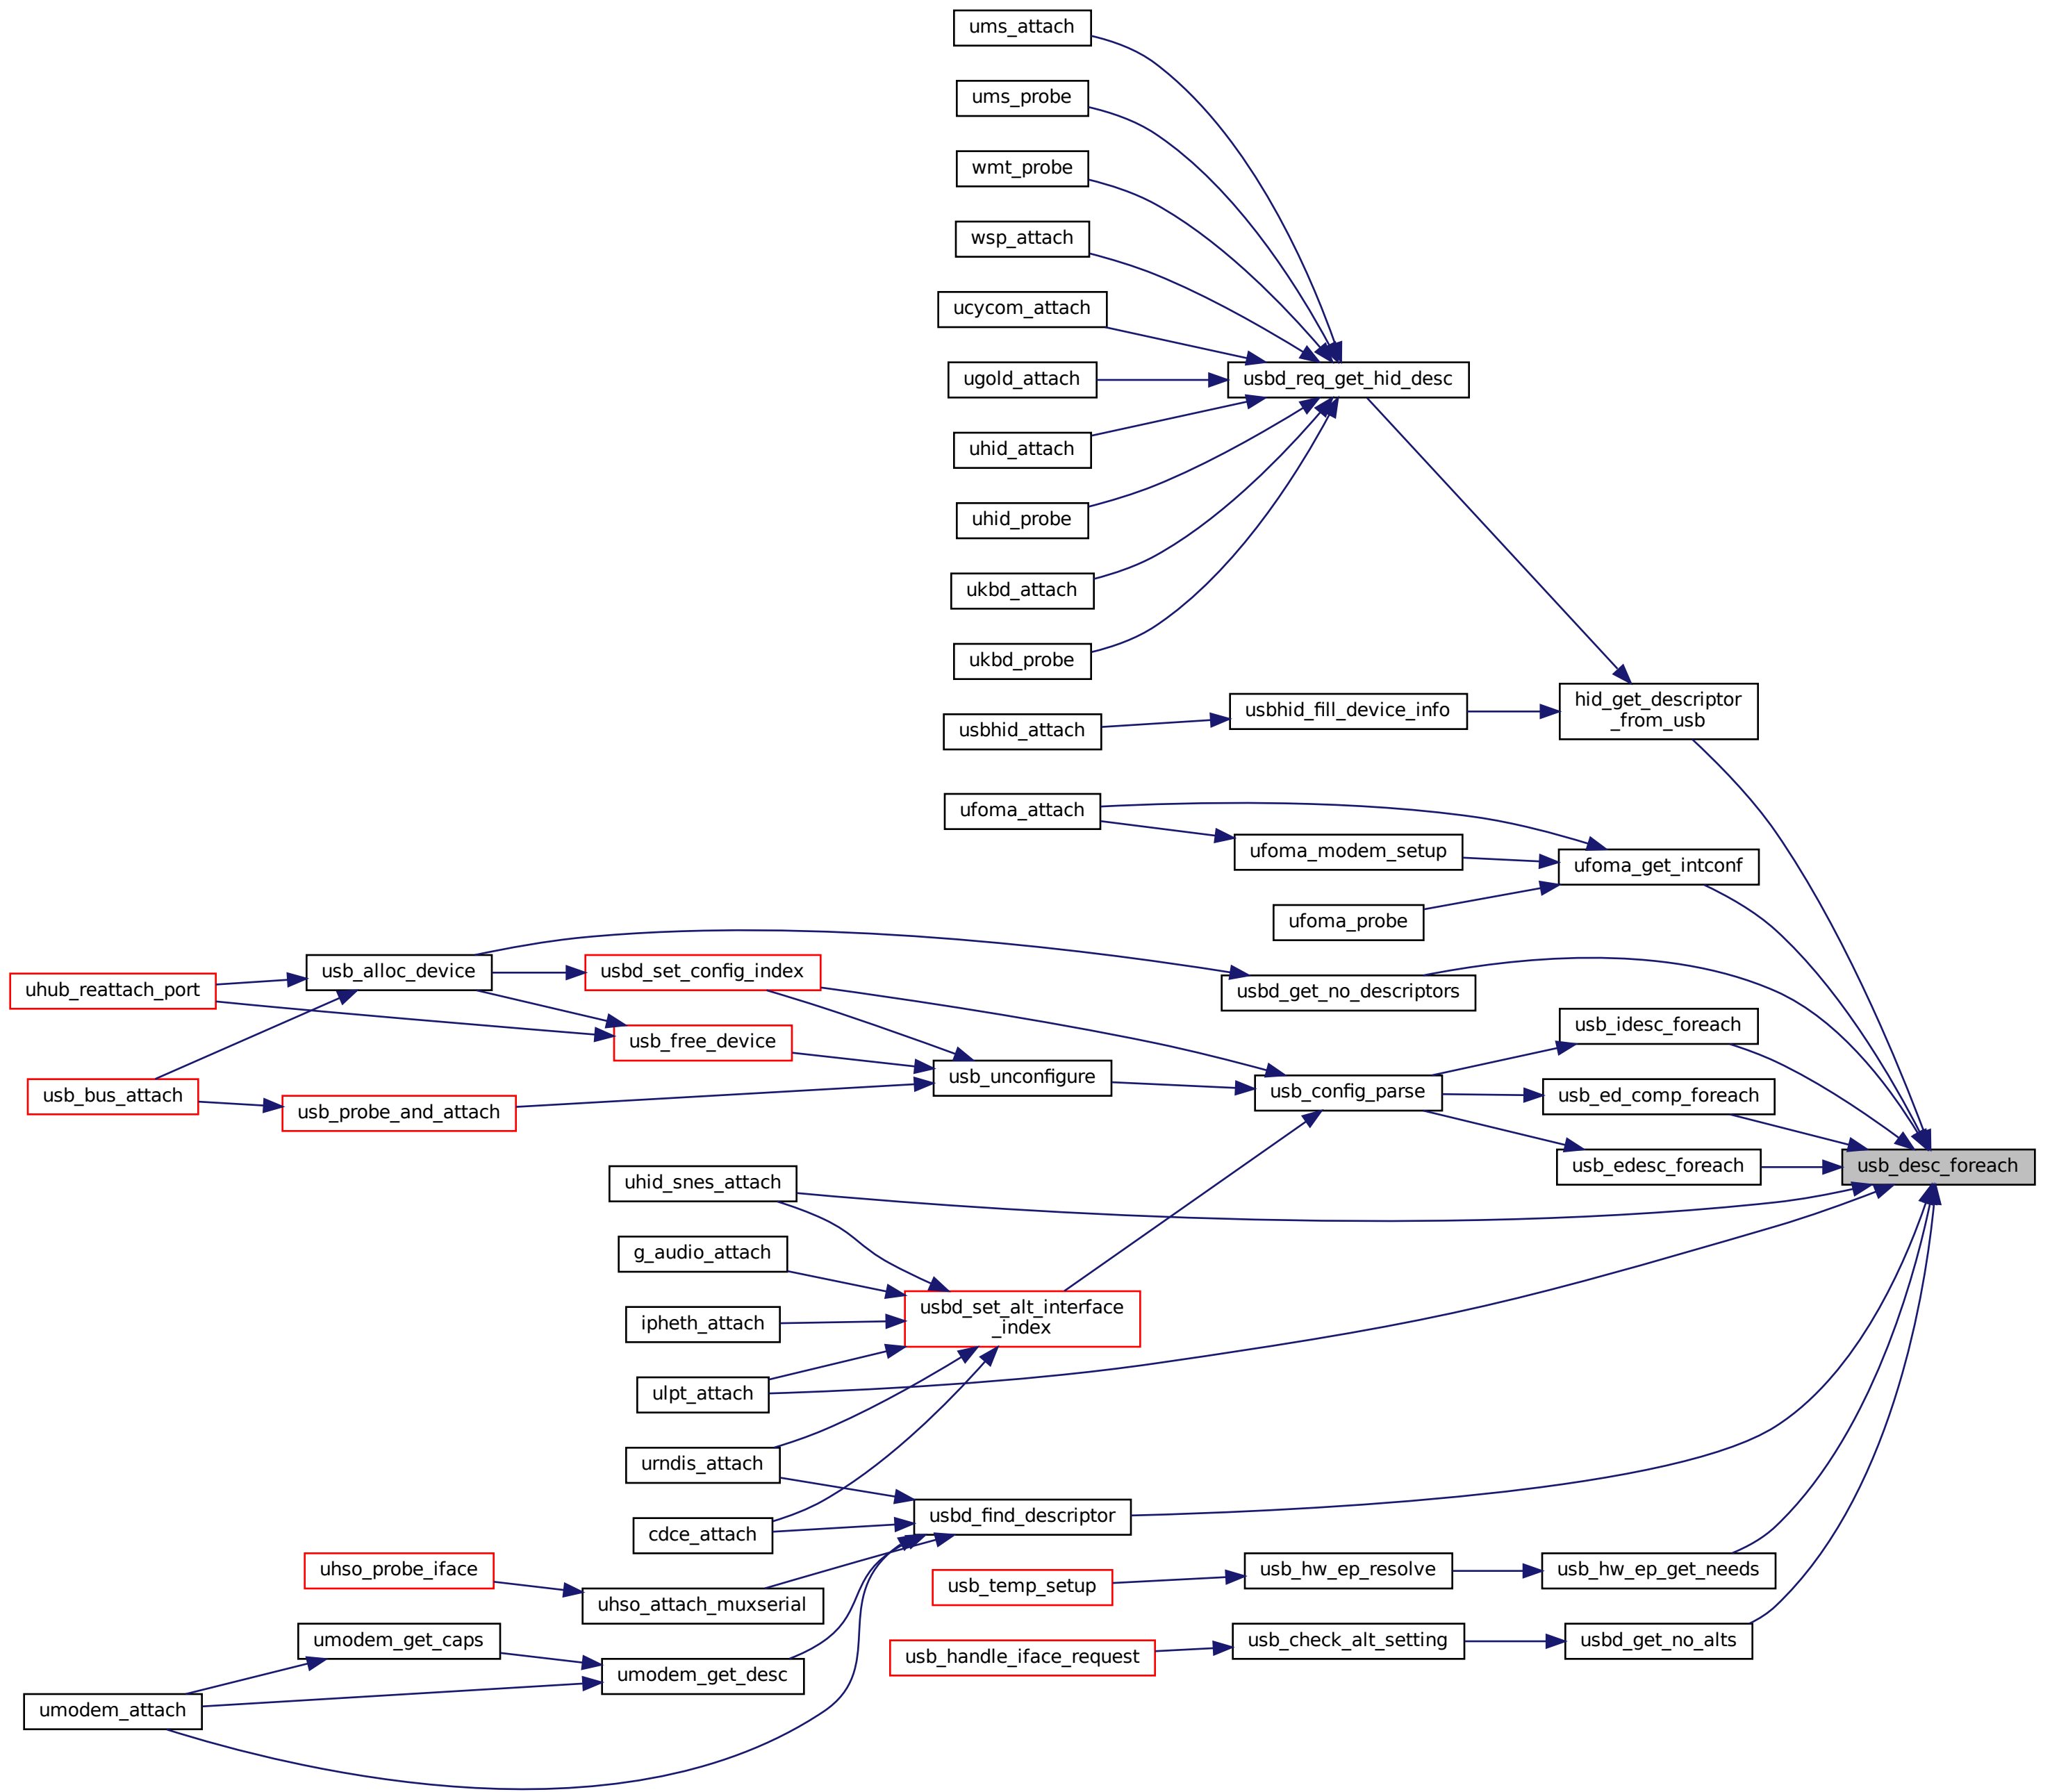 ums_attach
ums_probe
wmt_probe
wsp_attach
ucycom_attach
usbd_req_get_hid_desc
ugold_attach
uhid_attach
uhid_probe
ukbd_attach
ukbd_probe
hid_get_descriptor
_from_usb
usbhid_fill_device_info
usbhid_attach
ufoma_attach
ufoma_modem_setup
ufoma_get_intconf
ufoma_probe
usb_alloc_device
usbd_set_config_index
uhub_reattach_port
usbd_get_no_descriptors
usb_idesc_foreach
usb_free_device
usb_unconfigure
usb_config_parse
usb_bus_attach
usb_probe_and_attach
usb_ed_comp_foreach
usb_edesc_foreach
usb_desc_foreach
uhid_snes_attach
g_audio_attach
usbd_set_alt_interface
_index
ipheth_attach
ulpt_attach
urndis_attach
usbd_find_descriptor
cdce_attach
uhso_probe_iface
uhso_attach_muxserial
usb_temp_setup
usb_hw_ep_resolve
usb_hw_ep_get_needs
umodem_get_caps
usb_handle_iface_request
usb_check_alt_setting
usbd_get_no_alts
umodem_get_desc
umodem_attach